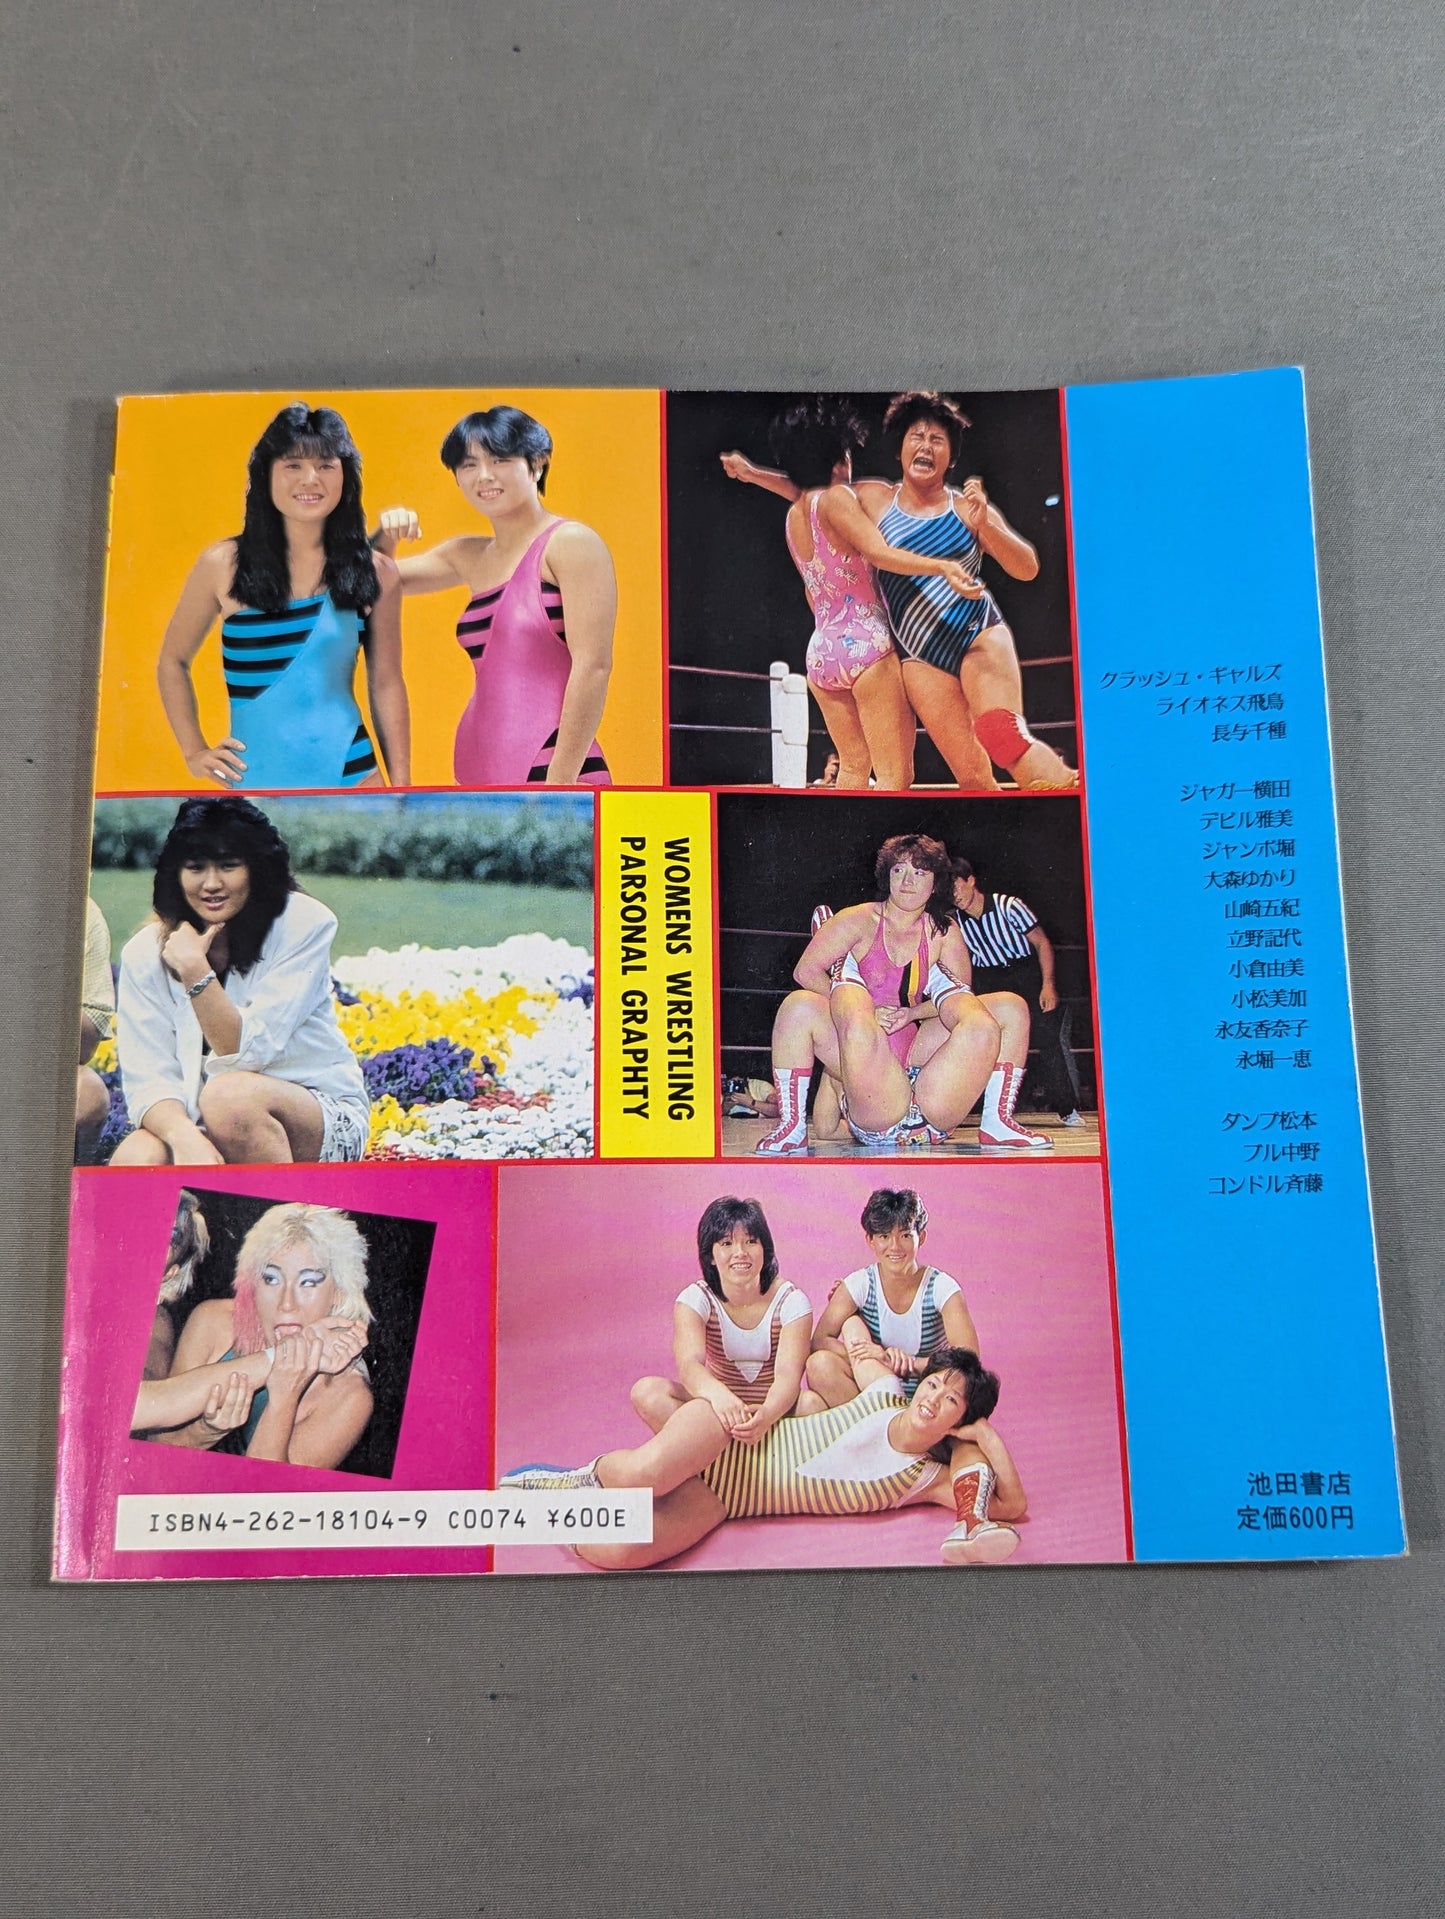 WOMENS WRESTLING
PARSONAL GRAPHTY
クラッシュ・ギャルズ
ライオネス飛鳥
長与千種
ジャガー横田
デビル雅美
ジャンボ堀
大森ゆかり
山崎五紀
立野記代
小倉由美
小松美加
永友香奈子
永堀一恵
ダンプ松本
ブル中野
コンドル斉藤
池田書店
定価600円
ISBN4-262-18104-9 C0074 ¥600E